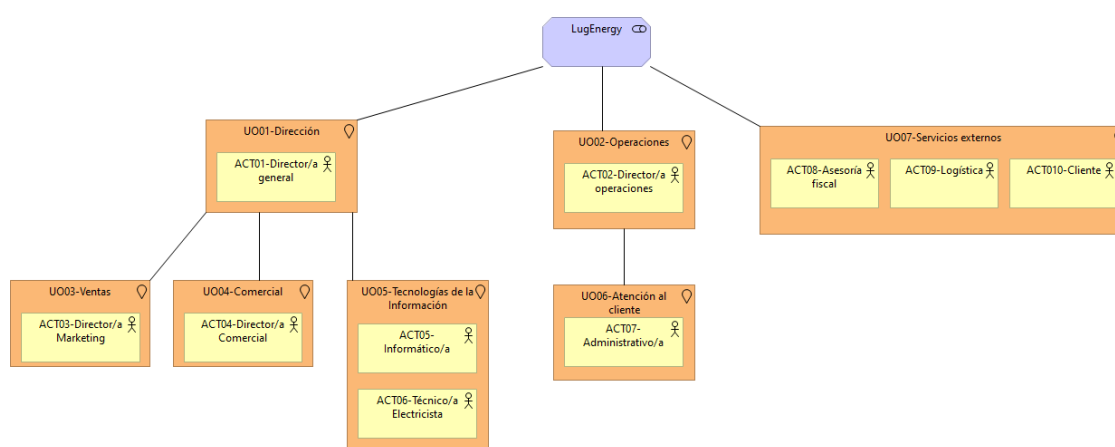 LugEnergy
UO01-Dirección
ACT01-Director/a
general
UO02-Operaciones
ACT02-Director/a
operaciones
UO07-Servicios externos
ACT08-Asesoría
fiscal
ACT09-Logística
ACT010-Cliente
UO03-Ventas
ACT03-Director/a
Marketing
UO04-Comercial
ACT04-Director/a
Comercial
UO05-Tecnologías de la
Información
ACT05-
Informático/a
ACT06-Técnico/a
Electricista
UO06-Atención al
cliente
ACT07-
Administrativo/a